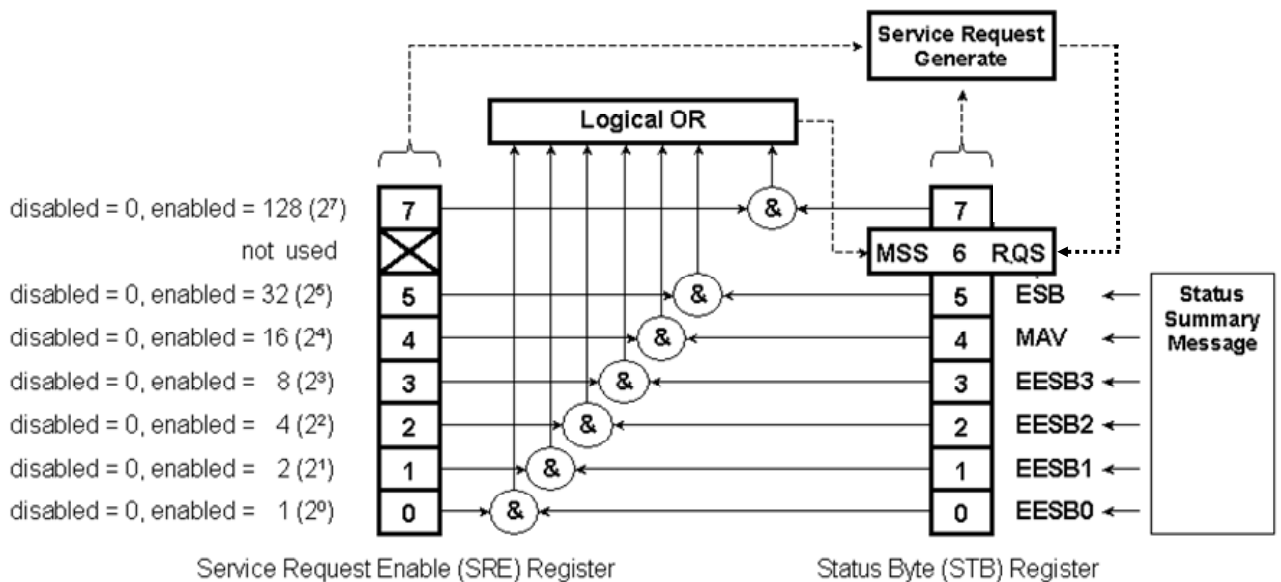 Service Request
Generate
Logical OR
disabled = 0, enabled = 128 (2⁷) 7 & 7
not used MSS 6 RQS
disabled = 0, enabled = 32 (2⁵) 5 & 5 ESB
Status
Summary
Message
disabled = 0, enabled = 16 (2⁴) 4 & 4 MAV
disabled = 0, enabled = 8 (2³) 3 & 3 EESB3
disabled = 0, enabled = 4 (2²) 2 & 2 EESB2
disabled = 0, enabled = 2 (2¹) 1 & 1 EESB1
disabled = 0, enabled = 1 (2⁰) 0 & 0 EESB0
Service Request Enable (SRE) Register
Status Byte (STB) Register